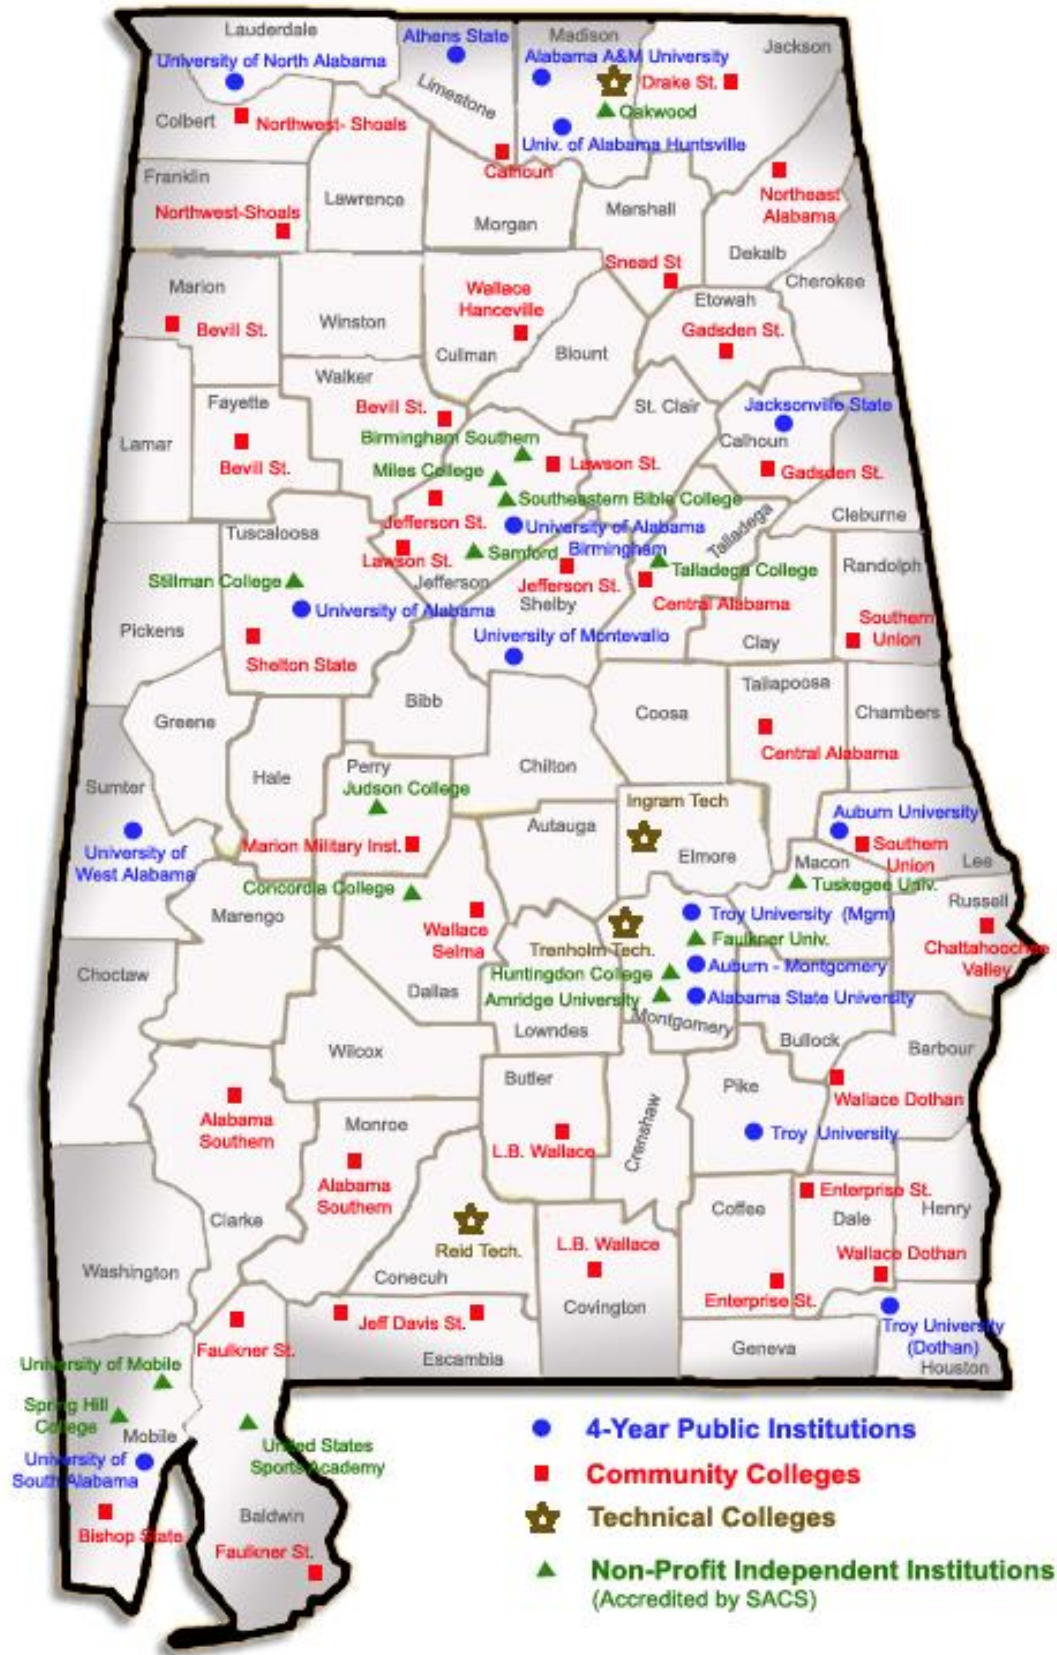 Lauderdale
University of North Alabama
Athens State
Madison
Alabama A&M University
Jackson
Drake St.
Limestone
Oakwood
Colbert
Northwest- Shoals
Univ. of Alabama Huntsville
Calhoun
Franklin
Lawrence
Northwest-Shoals
Morgan
Marshall
Northeast
Alabama
Dekalb
Snead St
Cherokee
Marion
Wallace
Hanceville
Etowah
Bevill St.
Winston
Gadsden St.
Cullman
Blount
Walker
Fayette
Bevill St.
St. Clair
Jacksonville State
Lamar
Birmingham Southern
Calhoun
Bevill St.
Miles College
Lawson St.
Gadsden St.
Southeastern Bible College
Cleburne
Tuscaloosa
Jefferson St.
University of Alabama
Birmingham
Talladega
Lawson St.
Samford
Randolph
Stillman College
Jefferson
Jefferson St.
Talladega College
University of Alabama
Shelby
Central Alabama
Southern
Union
Pickens
University of Montevallo
Clay
Shelton State
Tallapoosa
Bibb
Greene
Coosa
Chambers
Central Alabama
Sumter
Hale
Perry
Judson College
Chilton
Ingram Tech
Auburn University
Autauga
University of
West Alabama
Marion Military Inst.
Elmore
Southern
Union
Macon
Lee
Concordia College
Tuskegee Univ.
Marengo
Wallace
Selma
Troy University (Mgm)
Russell
Trenholm Tech.
Faulkner Univ.
Chattahoochee
Valley
Choctaw
Huntingdon College
Auburn - Montgomery
Dallas
Amridge University
Alabama State University
Lowndes
Montgomery
Bullock
Wilcox
Barbour
Butler
Pike
Wallace Dothan
Alabama
Southern
Monroe
Crenshaw
Troy University
L.B. Wallace
Alabama
Southern
Enterprise St.
Clarke
Coffee
Dale
Henry
Reid Tech.
L.B. Wallace
Wallace Dothan
Washington
Conecuh
Covington
Enterprise St.
Faulkner St.
Jeff Davis St.
Troy University
(Dothan)
Escambia
Geneva
Houston
University of Mobile
Spring Hill
College
Mobile
University of
South Alabama
United States
Sports Academy
Bishop State
Baldwin
Faulkner St.
4-Year Public Institutions
Community Colleges
Technical Colleges
Non-Profit Independent Institutions
(Accredited by SACS)